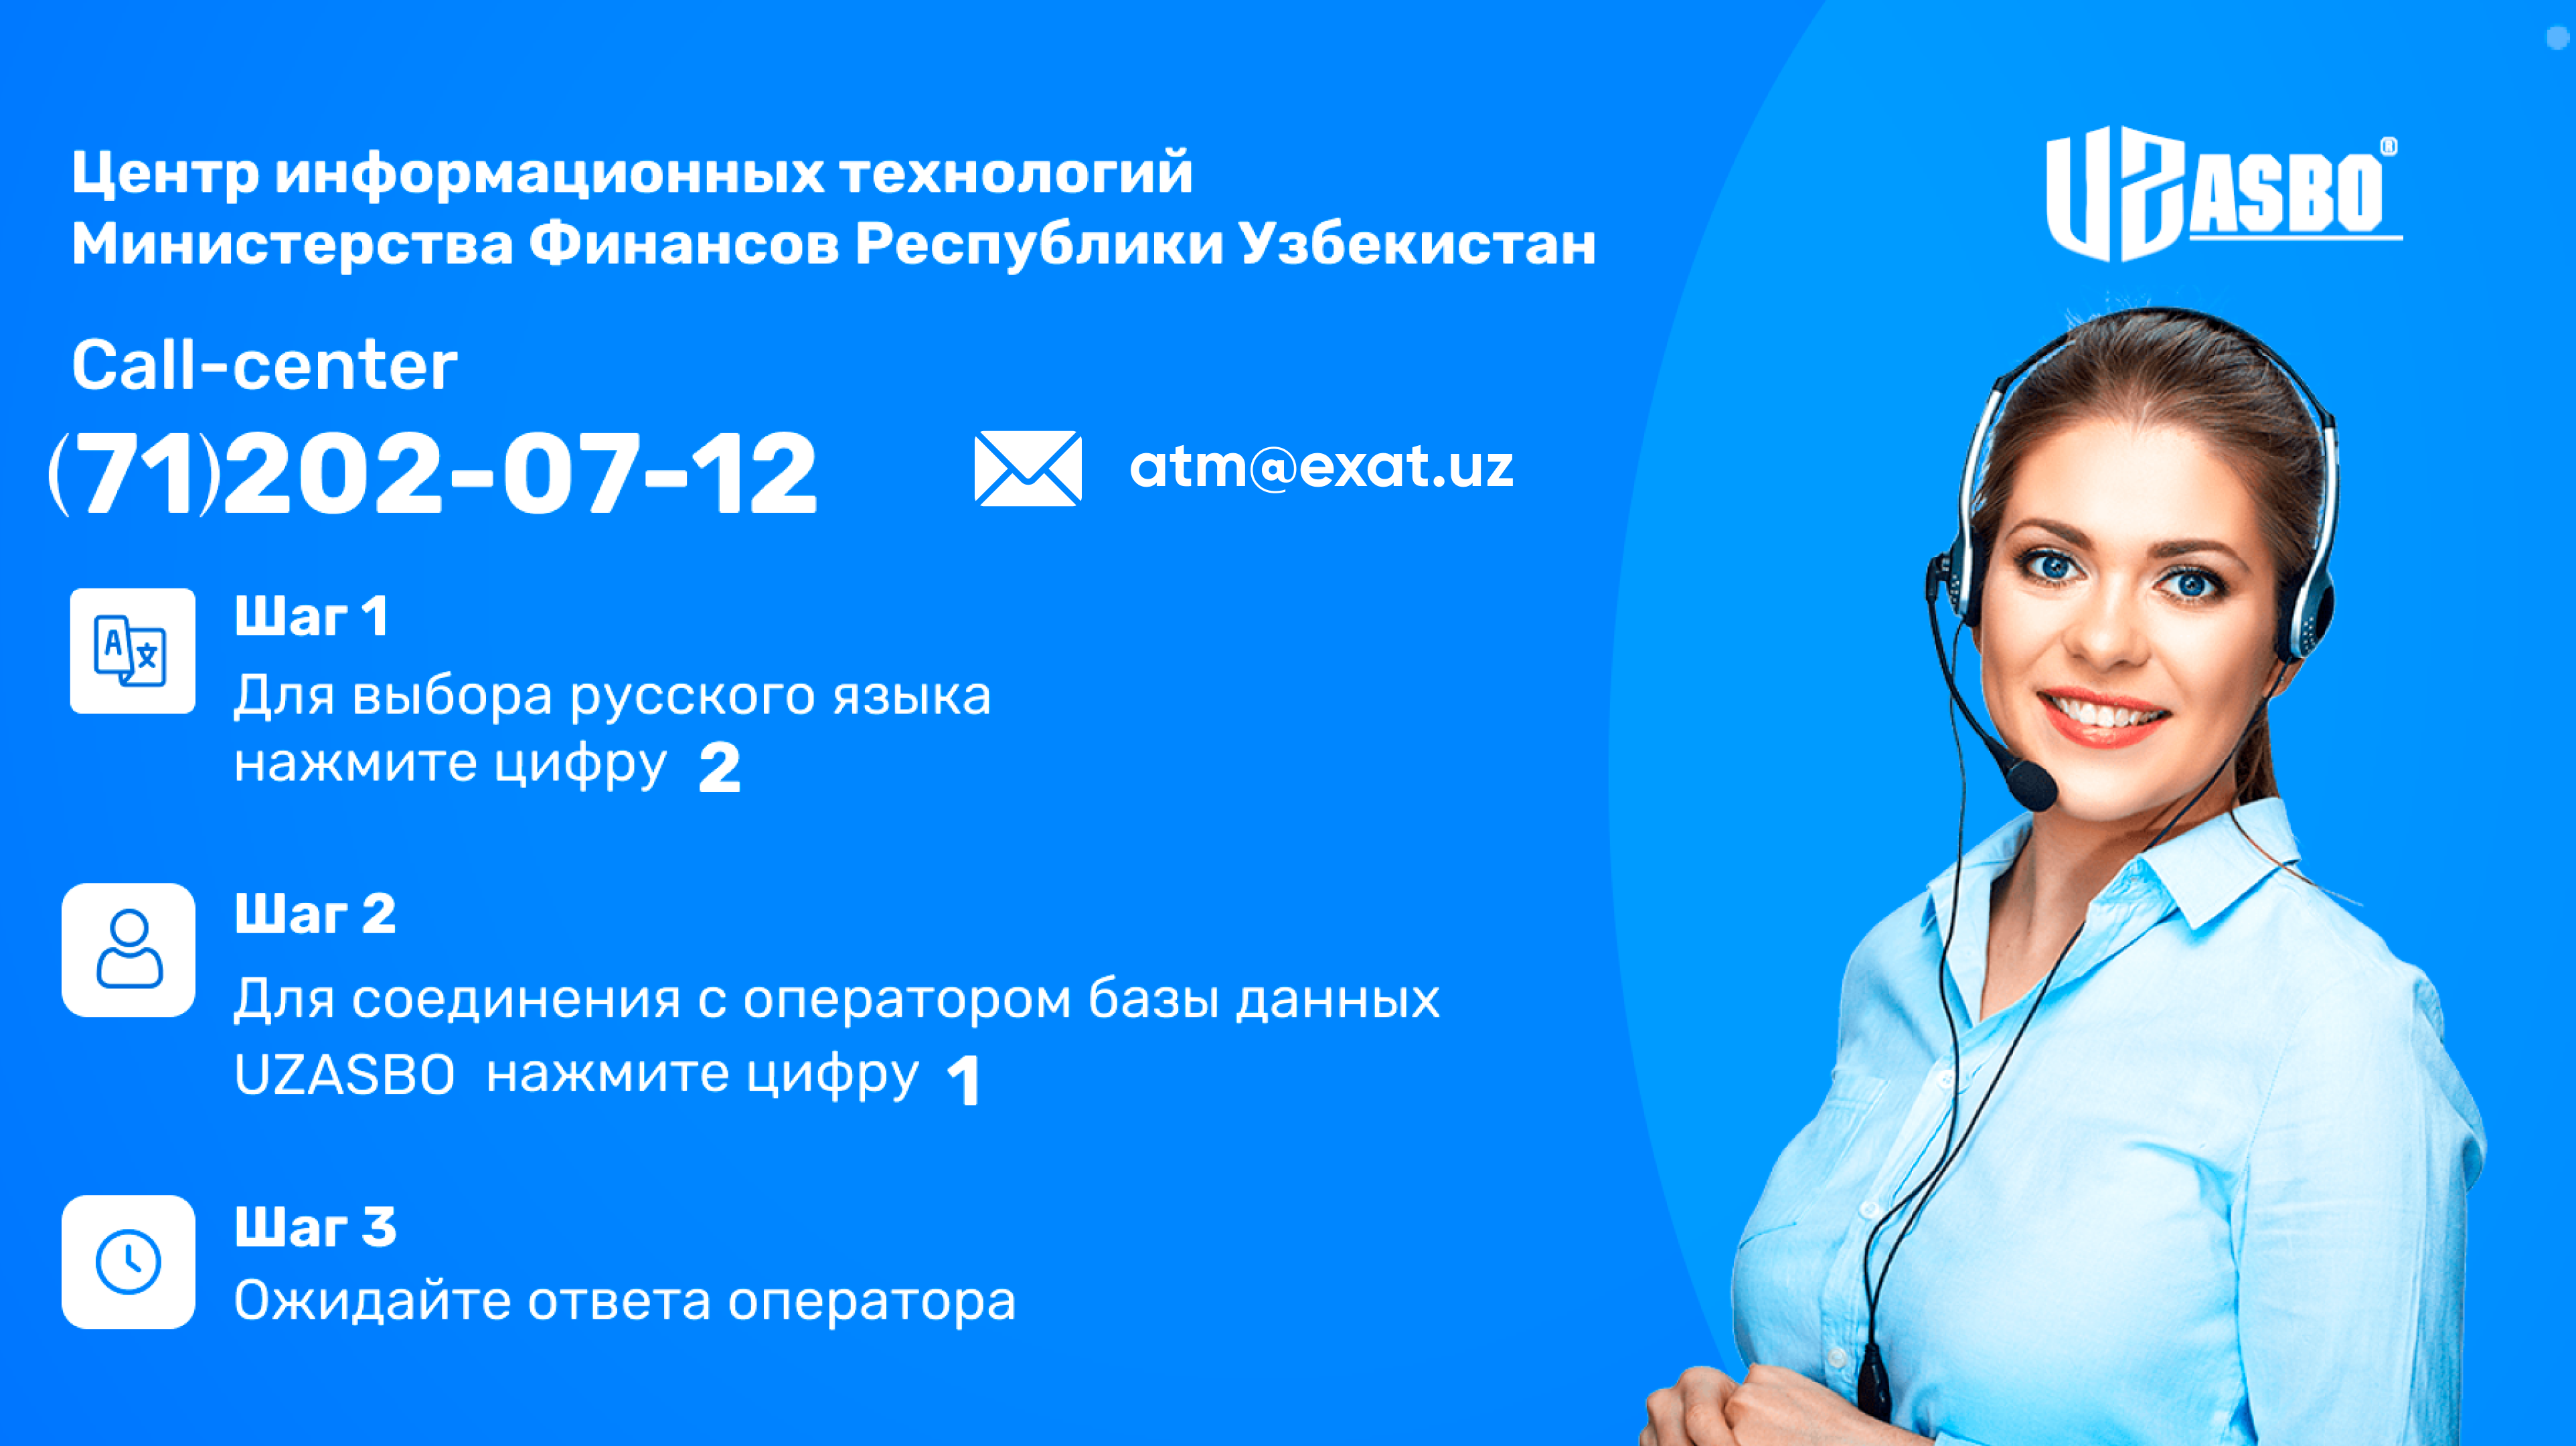 Центр информационных технологий
Министерства Финансов Республики Узбекистан
UZASBO®
Call-center
(71)202-07-12
atm@exat.uz
Шаг 1
Для выбора русского языка
нажмите цифру 2
Шаг 2
Для соединения с оператором базы данных
UZASBO нажмите цифру 1
Шаг 3
Ожидайте ответа оператора